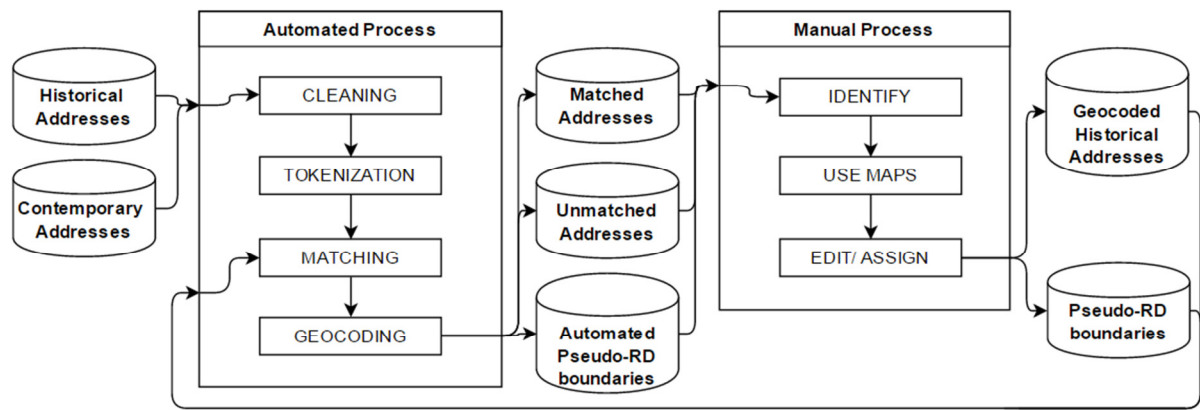 Automated Process
Manual Process
Historical
Addresses
Contemporary
Addresses
CLEANING
TOKENIZATION
MATCHING
GEOCODING
Matched
Addresses
Unmatched
Addresses
Automated
Pseudo-RD
boundaries
IDENTIFY
USE MAPS
EDIT/ ASSIGN
Geocoded
Historical
Addresses
Pseudo-RD
boundaries